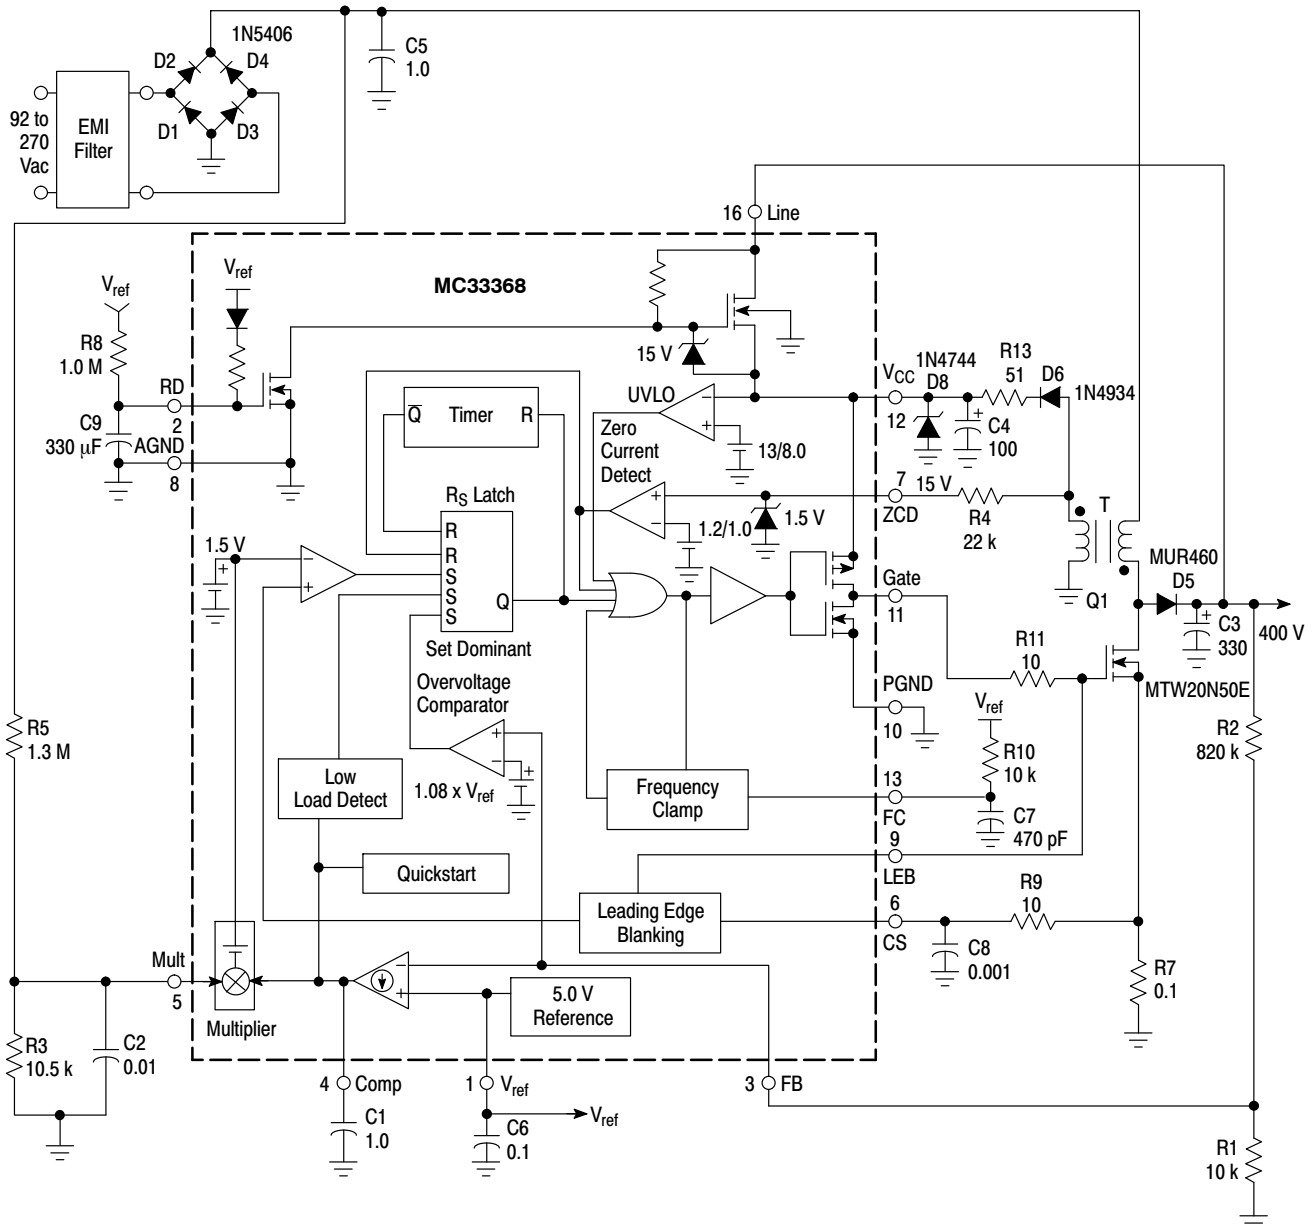 1N5406
C5
1.0
D2
D4
D1
D3
92 to
270
Vac
EMI
Filter
16
Line
MC33368
Vref
Vref
R8
1.0 M
RD
2
C9
330 µF
AGND
8
15 V
UVLO
VCC
12
1N4744
D8
R13
51
D6
1N4934
C4
100
+
Q̅
Timer
R
Zero
Current
Detect
13/8.0
7
15 V
ZCD
R4
22 k
T
RS Latch
R
R
S
S
S
Q
Set Dominant
1.2/1.0
1.5 V
1.5 V
MUR460
D5
Gate
11
Q1
C3
330
+
400 V
R11
10
MTW20N50E
Overvoltage
Comparator
1.08 x Vref
PGND
10
Vref
R10
10 k
R2
820 k
R5
1.3 M
Low
Load Detect
Frequency
Clamp
13
FC
C7
470 pF
9
LEB
Quickstart
Leading Edge
Blanking
6
CS
R9
10
C8
0.001
R7
0.1
Mult
5
Multiplier
5.0 V
Reference
R3
10.5 k
C2
0.01
4
Comp
1
Vref
3
FB
C1
1.0
Vref
C6
0.1
R1
10 k